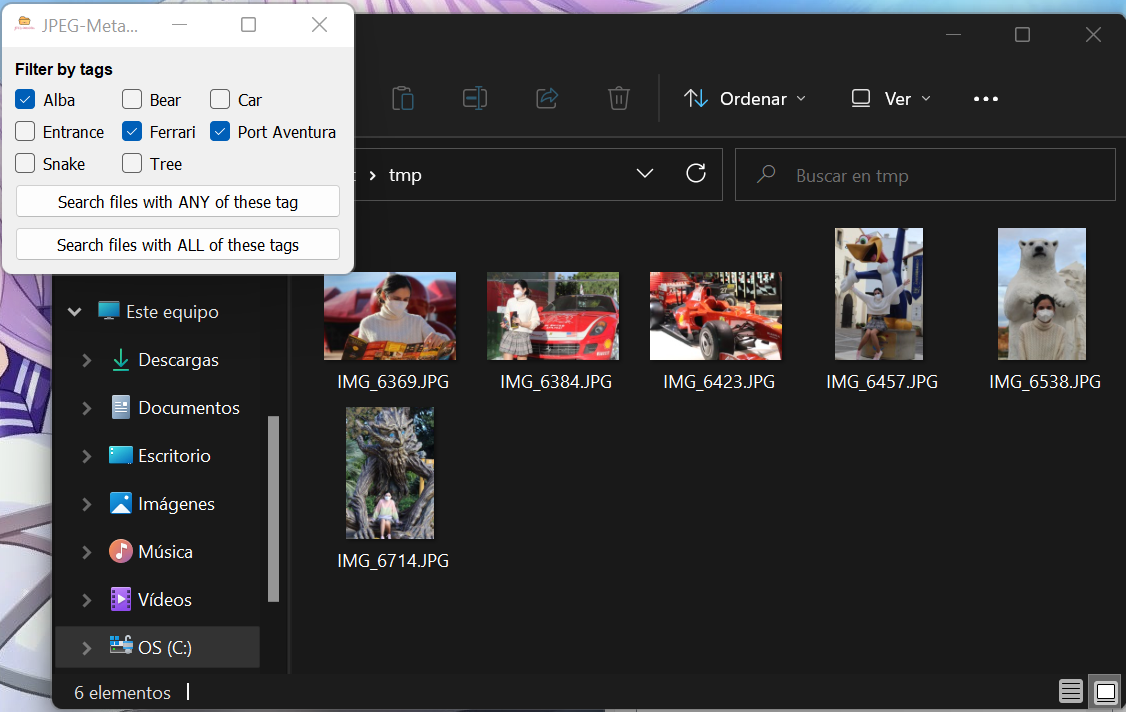 JPEG-Meta...
Filter by tags
Alba Bear Car
Entrance Ferrari Port Aventura
Snake Tree
Search files with ANY of these tag
Search files with ALL of these tags
Ordenar Ver
tmp Buscar en tmp
Este equipo
Descargas
Documentos
Escritorio
Imágenes
Música
Vídeos
OS (C:)
IMG_6369.JPG IMG_6384.JPG IMG_6423.JPG IMG_6457.JPG IMG_6538.JPG
IMG_6714.JPG
6 elementos